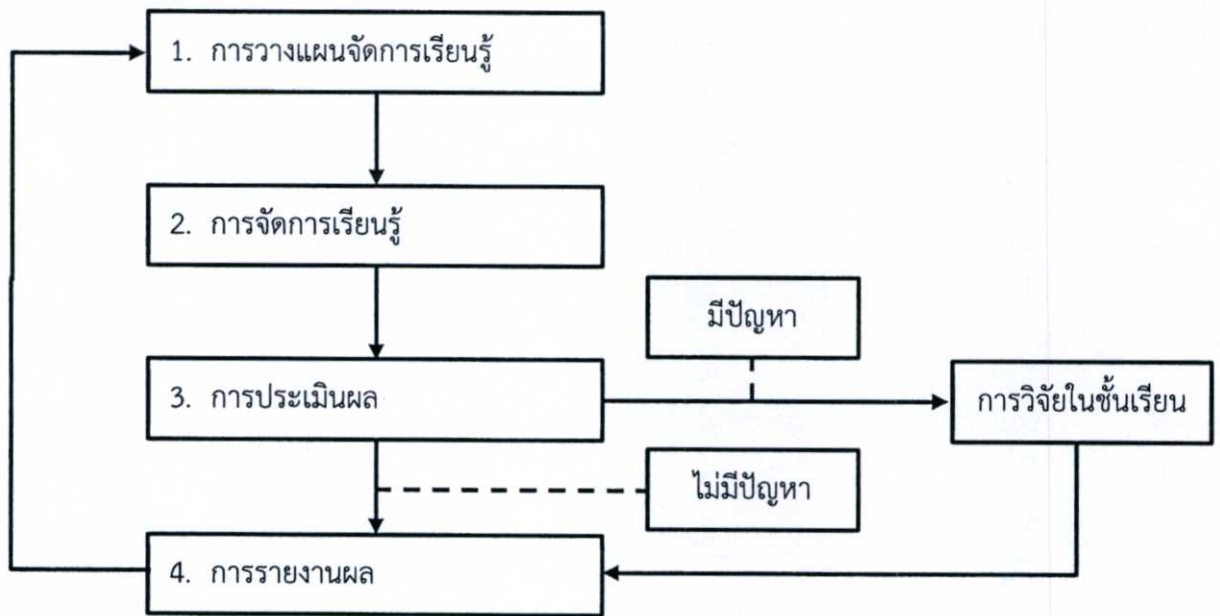 1. การวางแผนจัดการเรียนรู้
2. การจัดการเรียนรู้
มีปัญหา
3. การประเมินผล
การวิจัยในชั้นเรียน
ไม่มีปัญหา
4. การรายงานผล